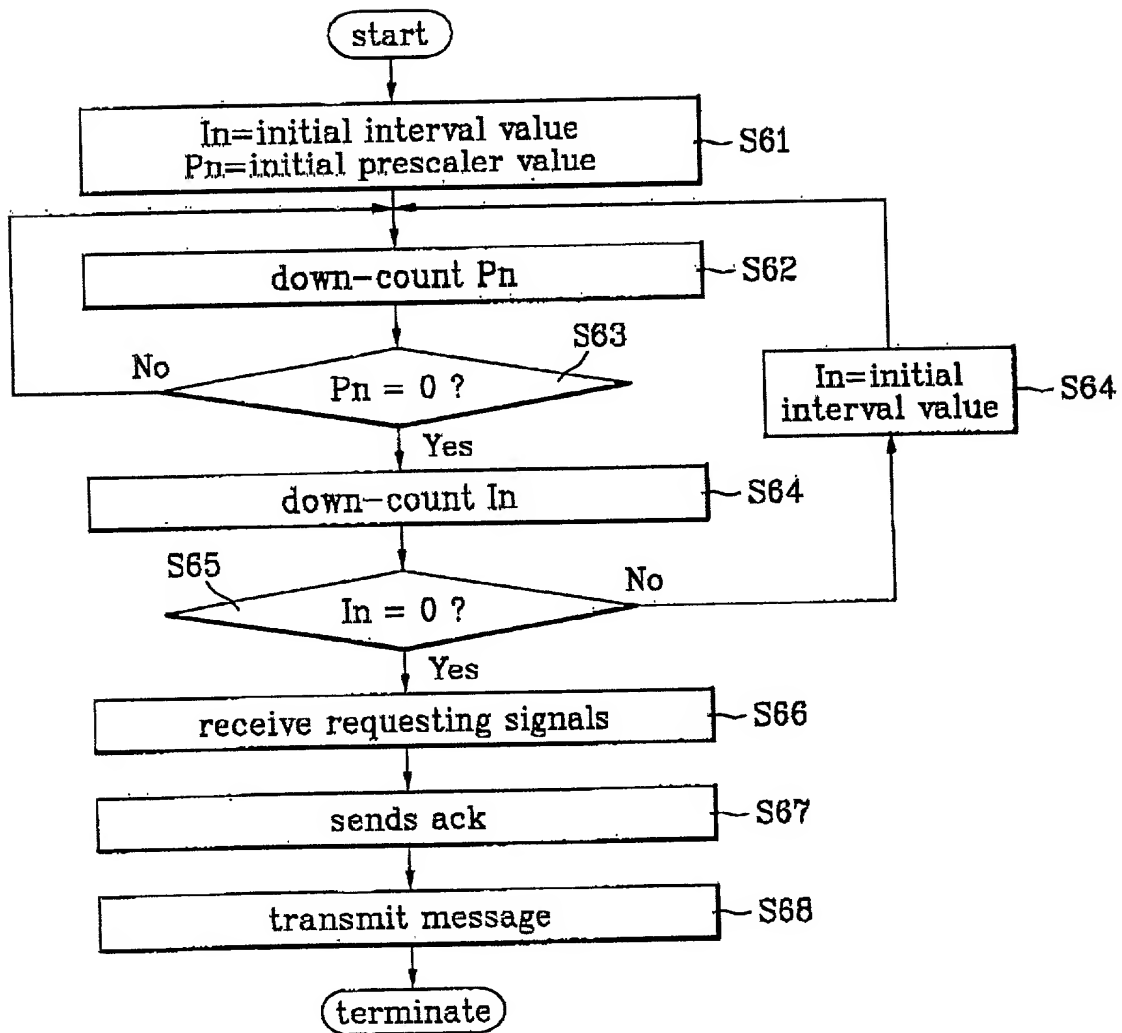 start
In=initial interval value
Pn=initial prescaler value
S61
down-count Pn
S62
S63
No
Pn = 0 ?
In=initial
interval value
S64
Yes
down-count In
S64
S65
No
In = 0 ?
Yes
receive requesting signals
S66
sends ack
S67
transmit message
S68
terminate